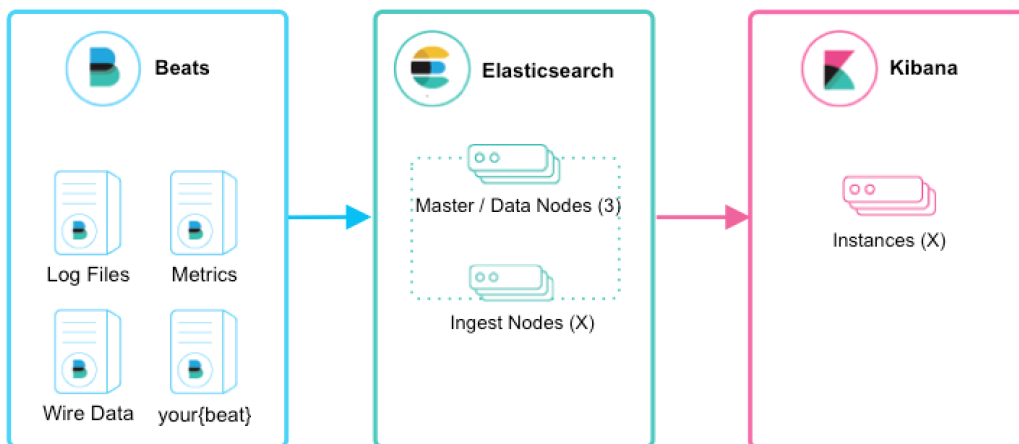 Beats
Log Files
Metrics
Wire Data
your{beat}
Elasticsearch
Master / Data Nodes (3)
Ingest Nodes (X)
Kibana
Instances (X)